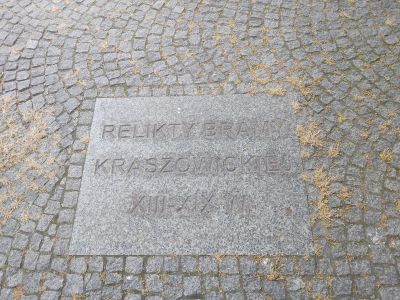 RELIKTY BRAMY
KRASZOWICKIEJ
XIII-XIX W.